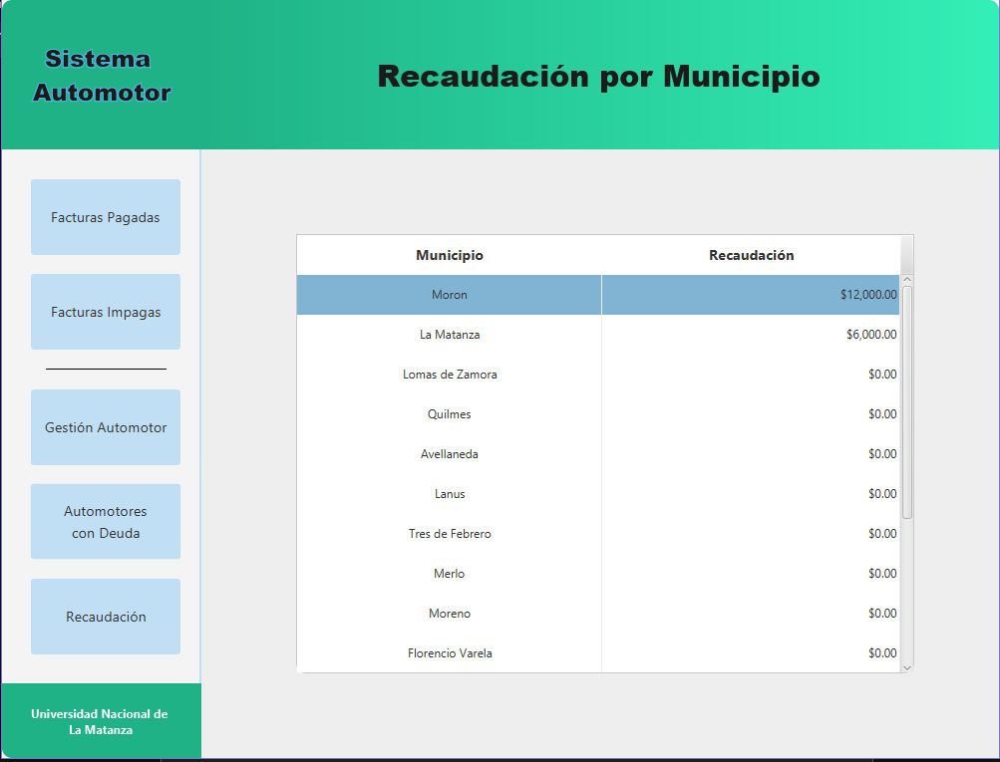 Sistema
Automotor
Recaudación por Municipio
Facturas Pagadas
Facturas Impagas
Gestión Automotor
Automotores
con Deuda
Recaudación
Universidad Nacional de
La Matanza
Municipio Recaudación
Moron $12,000.00
La Matanza $6,000.00
Lomas de Zamora $0.00
Quilmes $0.00
Avellaneda $0.00
Lanus $0.00
Tres de Febrero $0.00
Merlo $0.00
Moreno $0.00
Florencio Varela $0.00